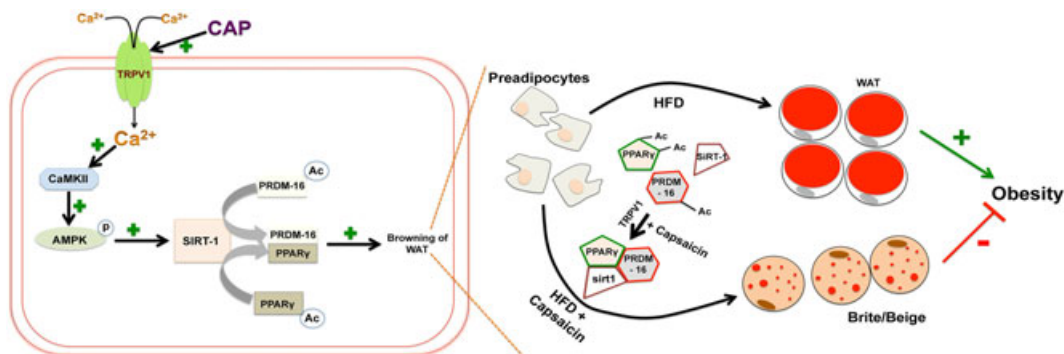 Ca²⁺
Ca²⁺
CAP
+
TRPV1
Ca²⁺
+
CaMKII
+
AMPK
P
+
SIRT-1
Ac
PRDM-16
PRDM-16
PPARγ
PPARγ
Ac
+
Browning of
WAT
Preadipocytes
HFD
WAT
Ac
PPARγ
SiRT-1
PRDM
- 16
Ac
TRPV1
+ Capsaicin
PPARγ
PRDM
- 16
sirt1
HFD +
Capsaicin
+
Obesity
-
Brite/Beige